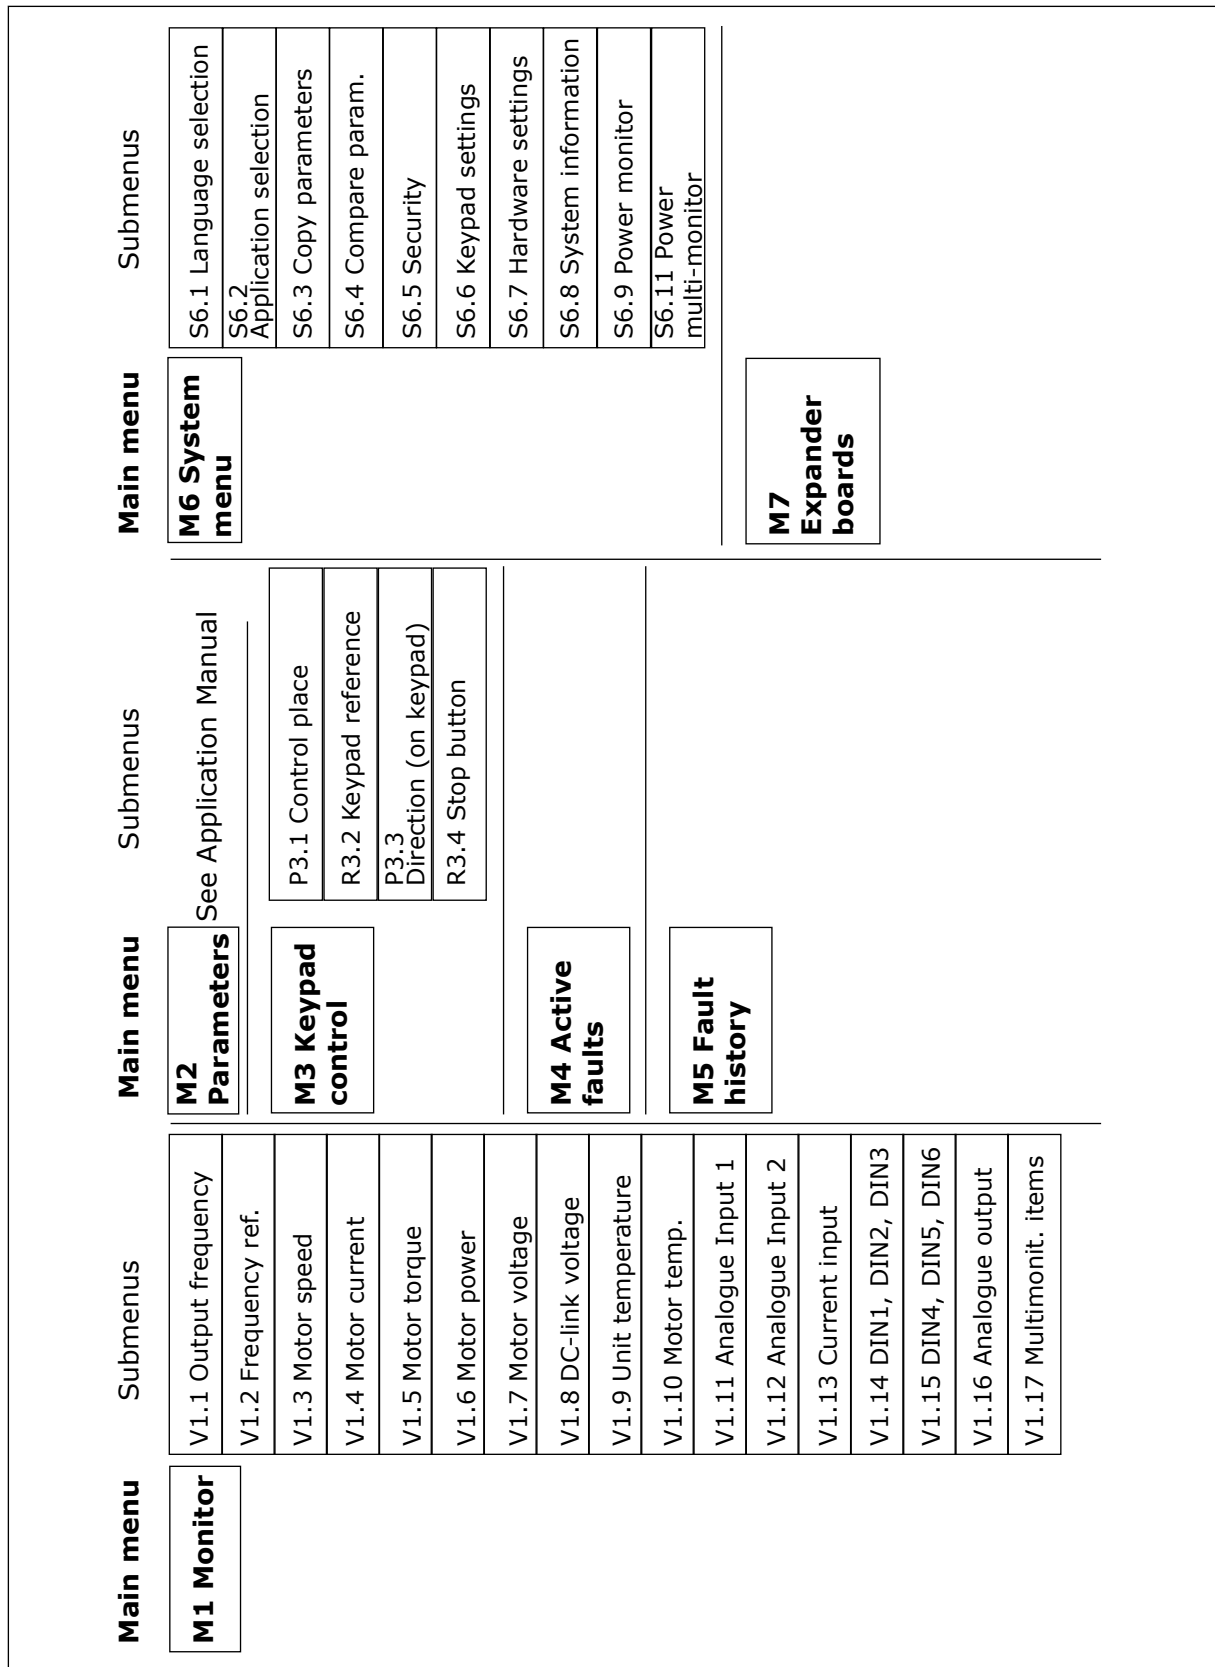 Main menu
Submenus
M1 Monitor
V1.1 Output frequency
V1.2 Frequency ref.
V1.3 Motor speed
V1.4 Motor current
V1.5 Motor torque
V1.6 Motor power
V1.7 Motor voltage
V1.8 DC-link voltage
V1.9 Unit temperature
V1.10 Motor temp.
V1.11 Analogue Input 1
V1.12 Analogue Input 2
V1.13 Current input
V1.14 DIN1, DIN2, DIN3
V1.15 DIN4, DIN5, DIN6
V1.16 Analogue output
V1.17 Multimonit. items
Main menu
Submenus
M2
Parameters
See Application Manual
M3 Keypad
control
P3.1 Control place
R3.2 Keypad reference
P3.3
Direction (on keypad)
R3.4 Stop button
M4 Active
faults
M5 Fault
history
Main menu
Submenus
M6 System
menu
S6.1 Language selection
S6.2
Application selection
S6.3 Copy parameters
S6.4 Compare param.
S6.5 Security
S6.6 Keypad settings
S6.7 Hardware settings
S6.8 System information
S6.9 Power monitor
S6.11 Power
multi-monitor
M7
Expander
boards